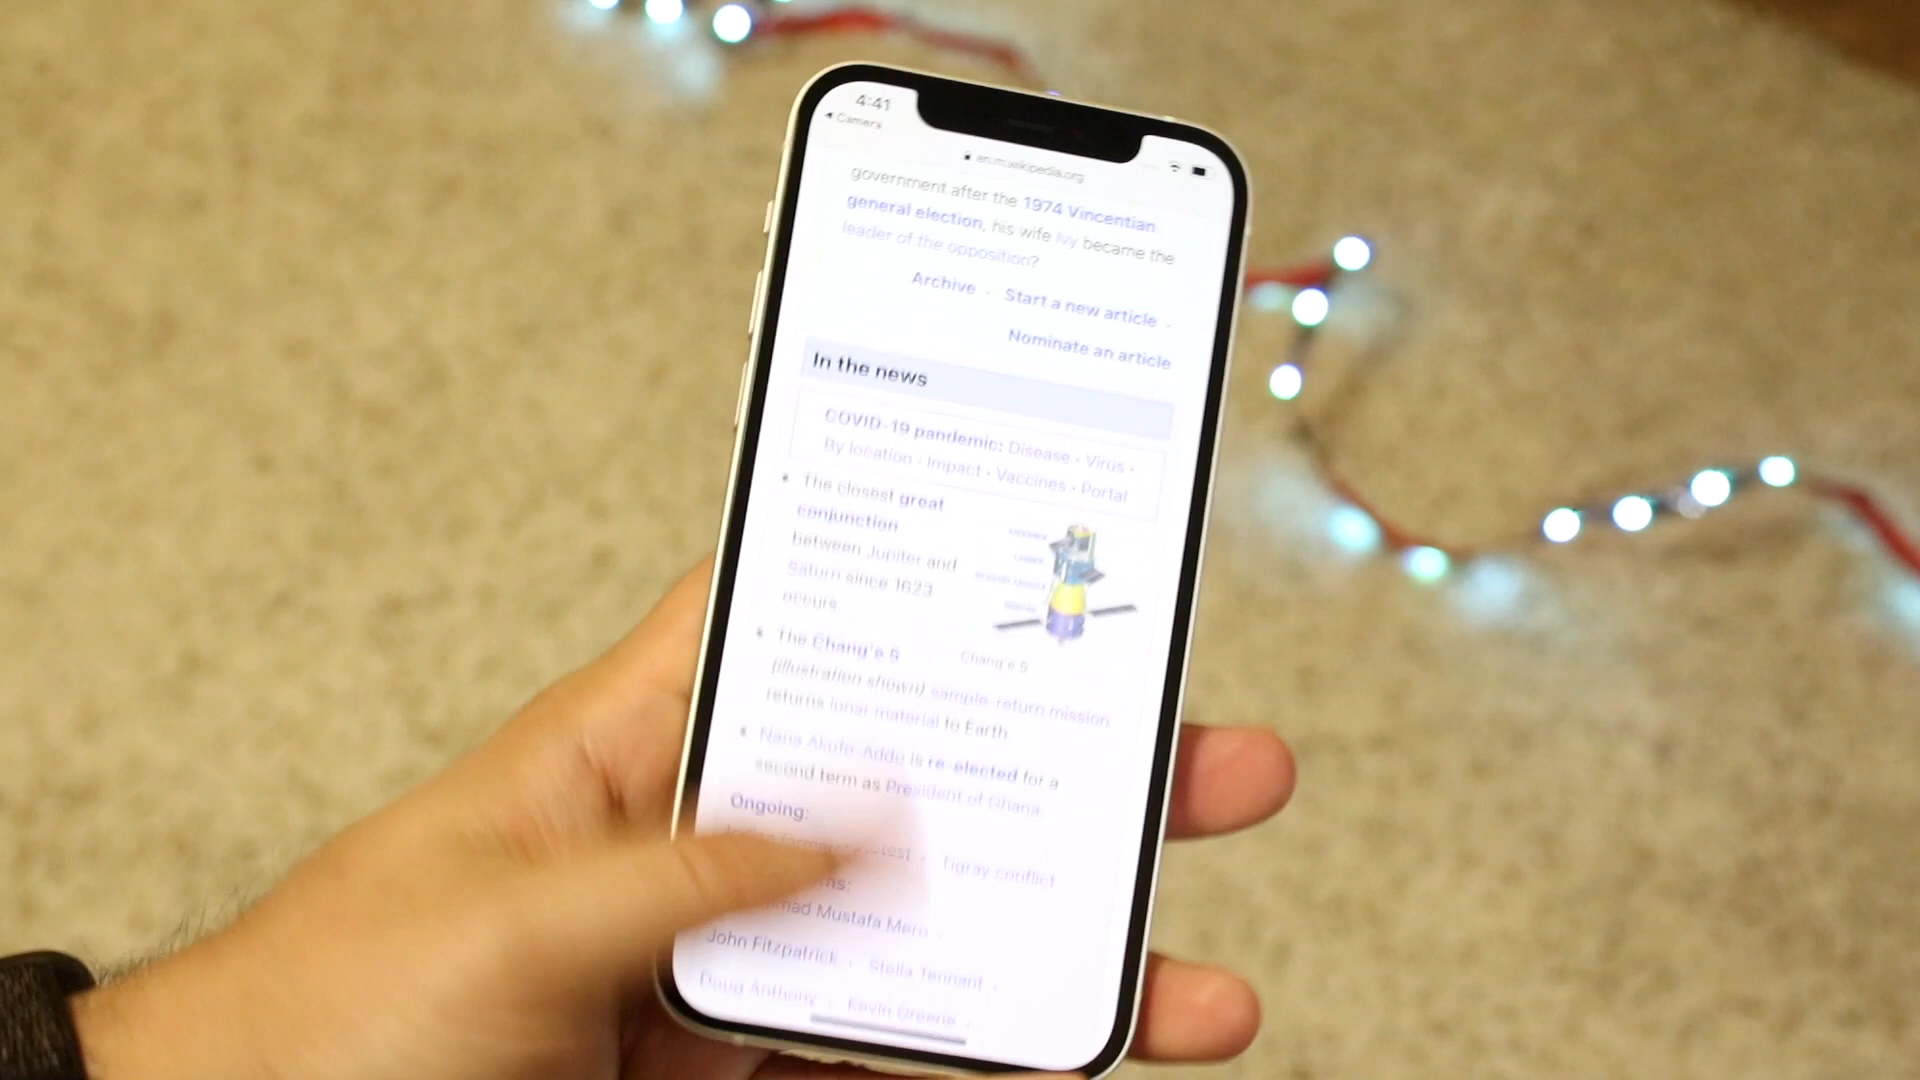 4:41
◀ Camera
en.m.wikipedia.org
government after the 1974 Vincentian
general election, his wife Ivy became the
leader of the opposition?
Archive · Start a new article ·
Nominate an article
In the news
COVID-19 pandemic: Disease · Virus ·
By location · Impact · Vaccines · Portal
• The closest great
conjunction
between Jupiter and
Saturn since 1623
occurs.
Chang'e 5
• The Chang'e 5
(illustration shown) sample-return mission
returns lunar material to Earth.
• Nana Akufo-Addo is re-elected for a
second term as President of Ghana.
Ongoing:
Tigray conflict
Mustafa Mero ·
John Fitzpatrick · Stella Tennant ·
Doug Anthony · Kevin Greene ·